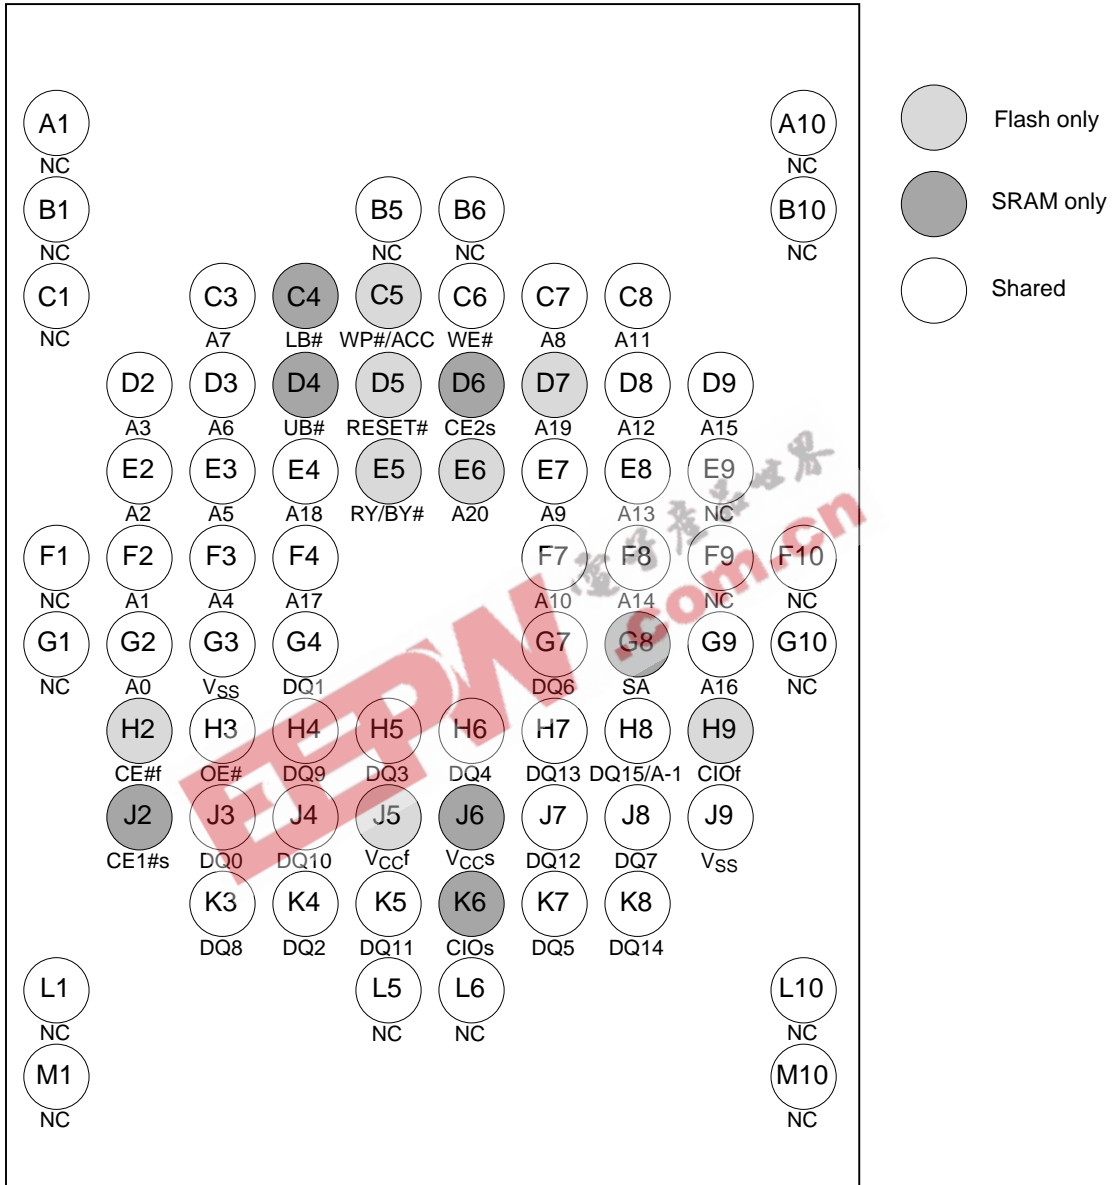 A1 A10 Flash only
NC NC
B1 B5 B6 B10 SRAM only
NC NC NC NC
C1 C3 C4 C5 C6 C7 C8 Shared
NC A7 LB# WP#/ACC WE# A8 A11
D2 D3 D4 D5 D6 D7 D8 D9
A3 A6 UB# RESET# CE2s A19 A12 A15
E2 E3 E4 E5 E6 E7 E8 E9
A2 A5 A18 RY/BY# A20 A9 A13 NC
F1 F2 F3 F4 F7 F8 F9 F10
NC A1 A4 A17 A10 A14 NC NC
G1 G2 G3 G4 G7 G8 G9 G10
NC A0 VSS DQ1 DQ6 SA A16 NC
H2 H3 H4 H5 H6 H7 H8 H9
CE#f OE# DQ9 DQ3 DQ4 DQ13 DQ15/A-1 CIOf
J2 J3 J4 J5 J6 J7 J8 J9
CE1#s DQ0 DQ10 VCCf VCCs DQ12 DQ7 VSS
K3 K4 K5 K6 K7 K8
DQ8 DQ2 DQ11 CIOs DQ5 DQ14
L1 L5 L6 L10
NC NC NC NC
M1 M10
NC NC
EEPW.com.cn
電子產品世界